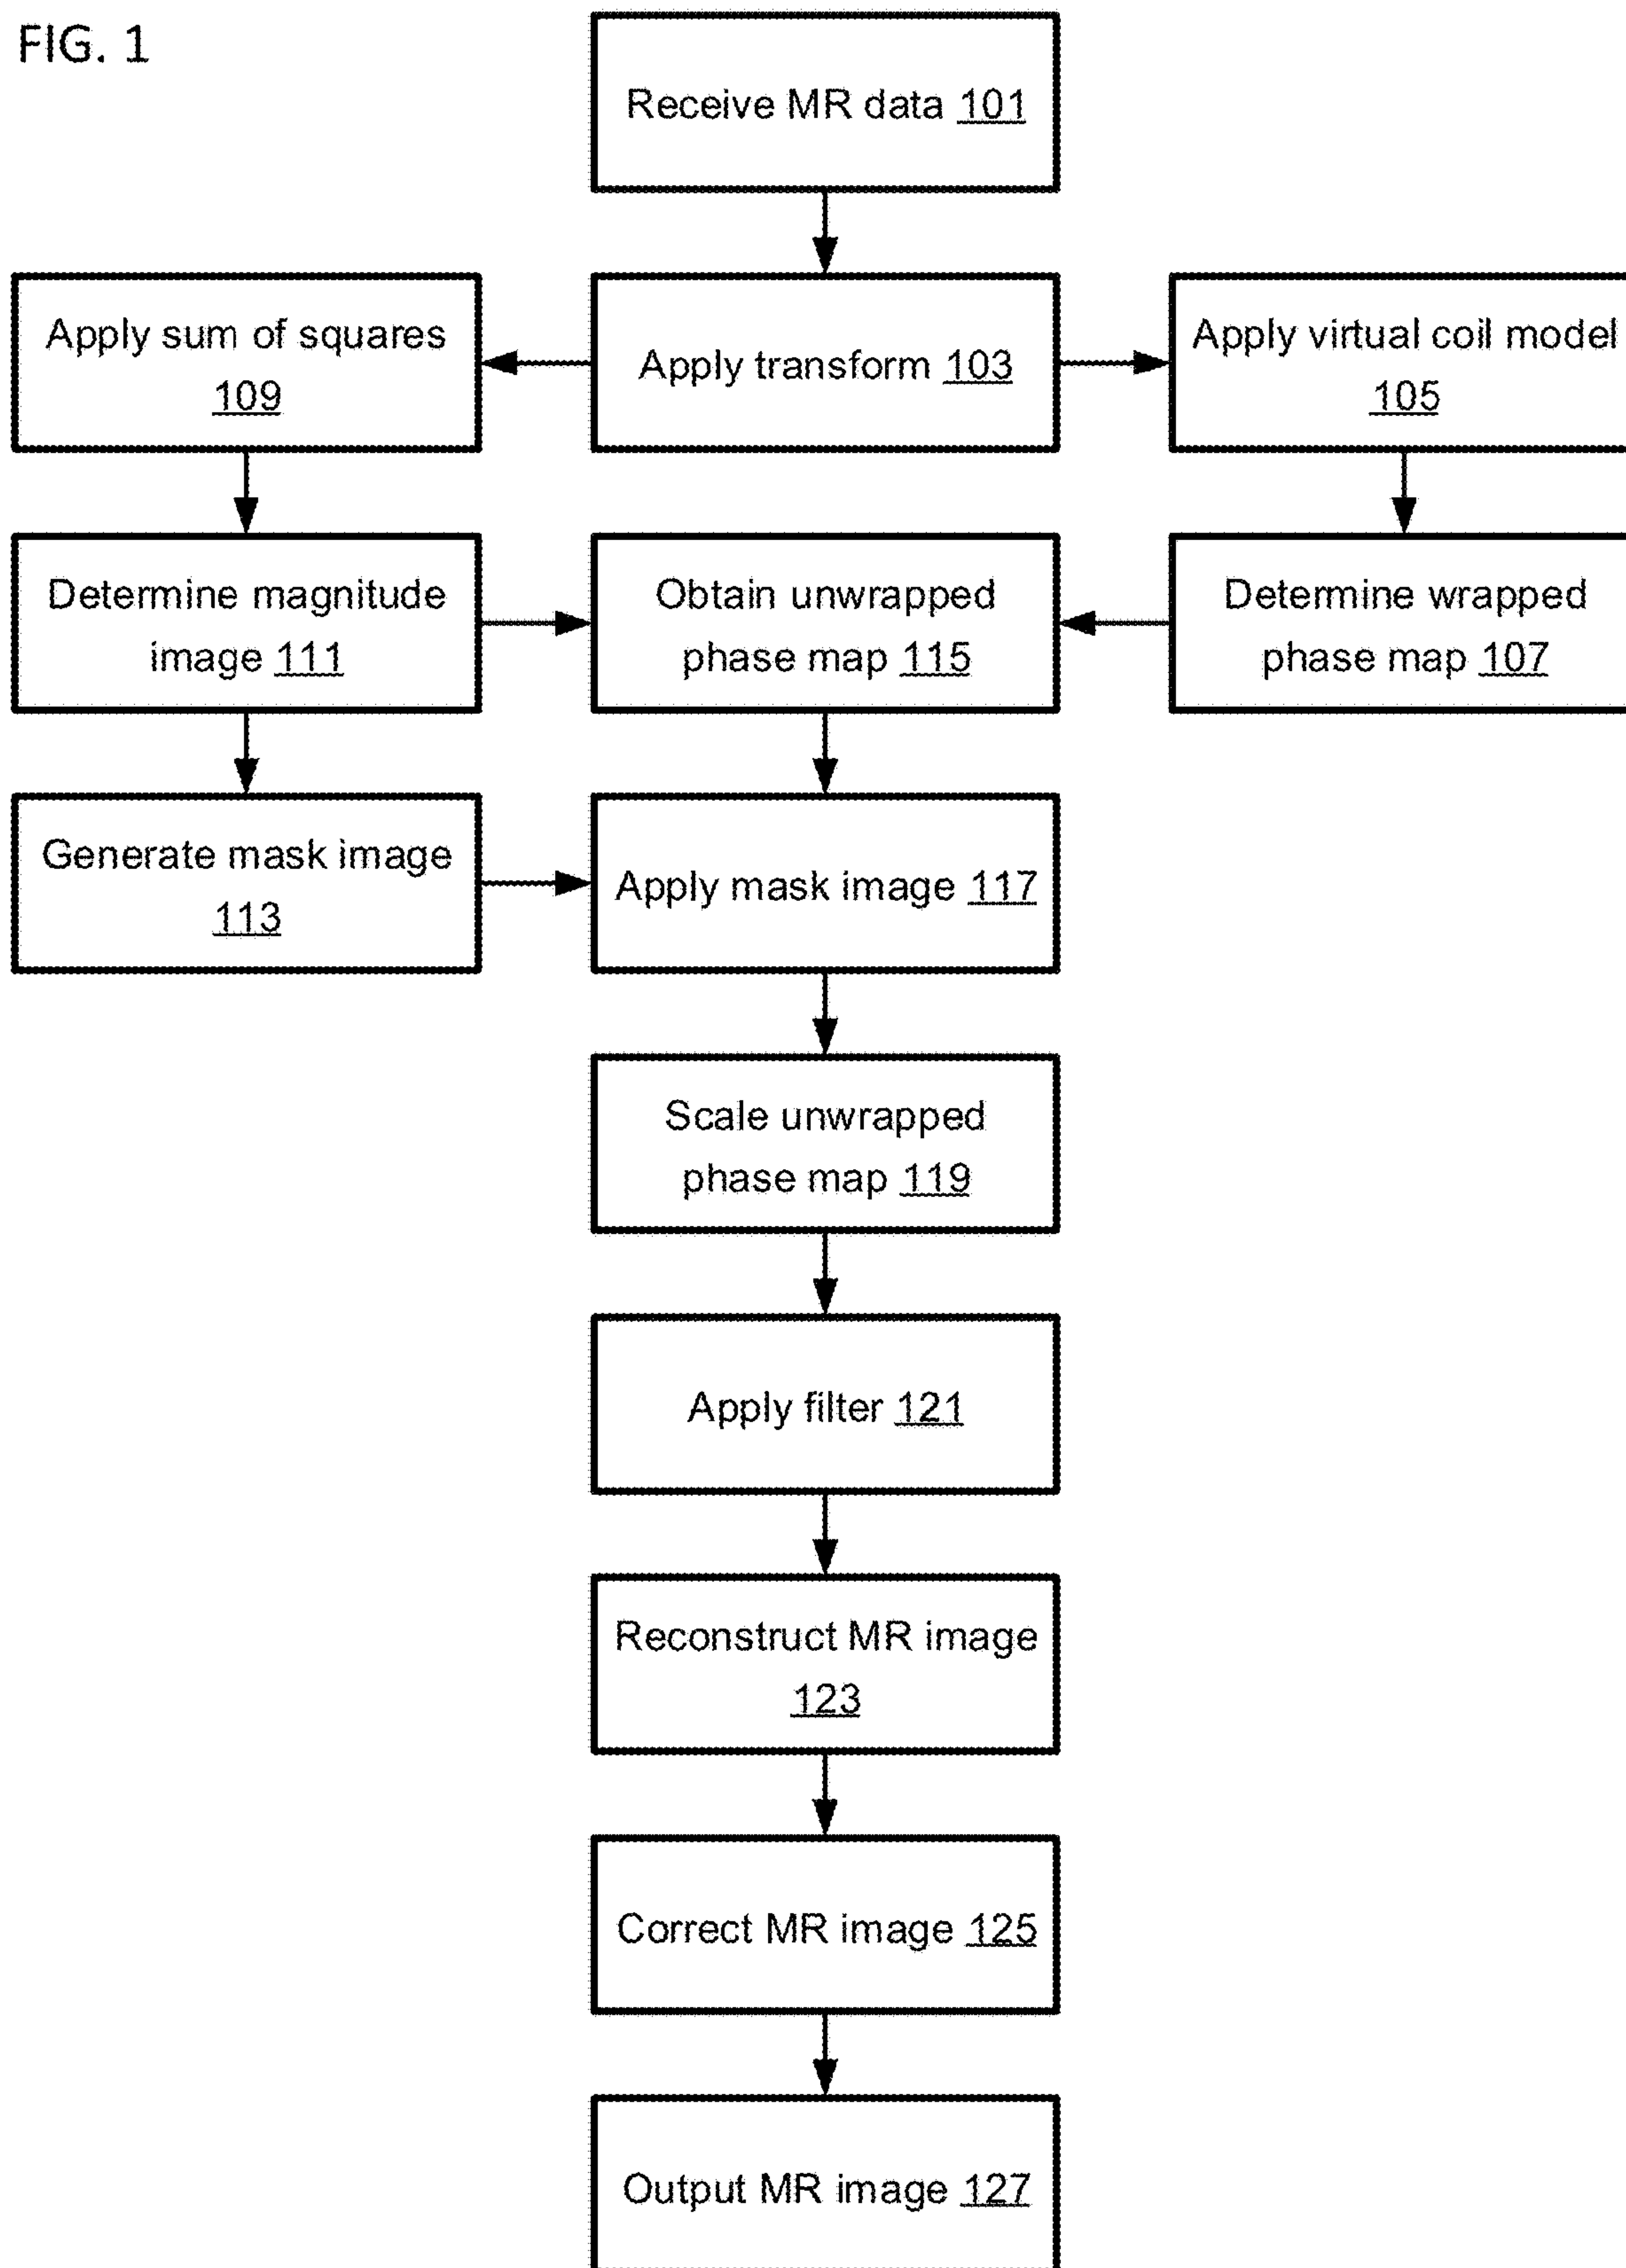 FIG. 1
Receive MR data 101
Apply sum of squares
109
Apply transform 103
Apply virtual coil model
105
Determine magnitude
image 111
Obtain unwrapped
phase map 115
Determine wrapped
phase map 107
Generate mask image
113
Apply mask image 117
Scale unwrapped
phase map 119
Apply filter 121
Reconstruct MR image
123
Correct MR image 125
Output MR image 127